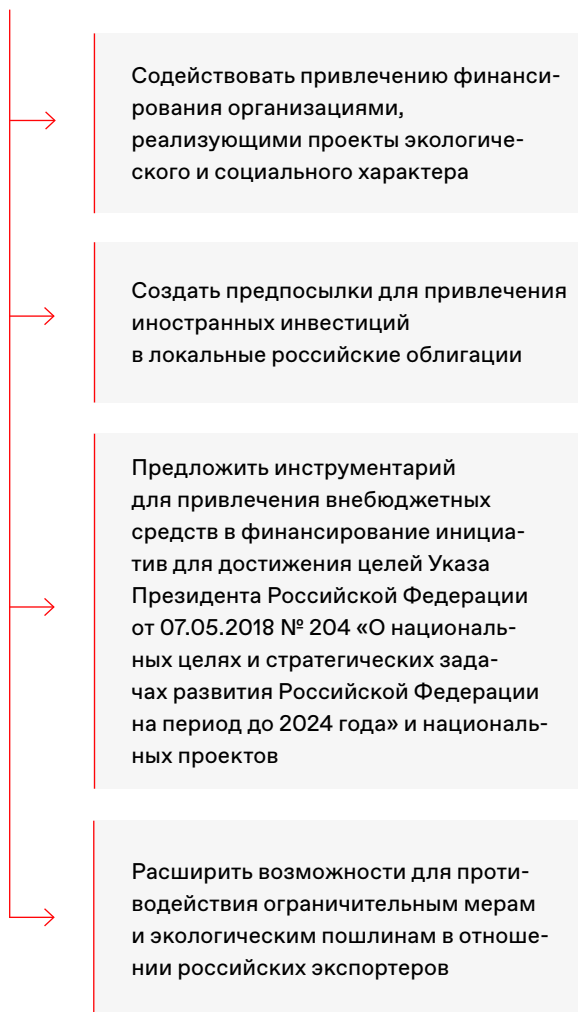 Содействовать привлечению финанси-
рования организациями,
реализующими проекты экологиче-
ского и социального характера
Создать предпосылки для привлечения
иностранных инвестиций
в локальные российские облигации
Предложить инструментарий
для привлечения внебюджетных
средств в финансирование инициа-
тив для достижения целей Указа
Президента Российской Федерации
от 07.05.2018 № 204 «О националь-
ных целях и стратегических зада-
чах развития Российской Федерации
на период до 2024 года» и националь-
ных проектов
Расширить возможности для проти-
водействия ограничительным мерам
и экологическим пошлинам в отноше-
нии российских экспортеров